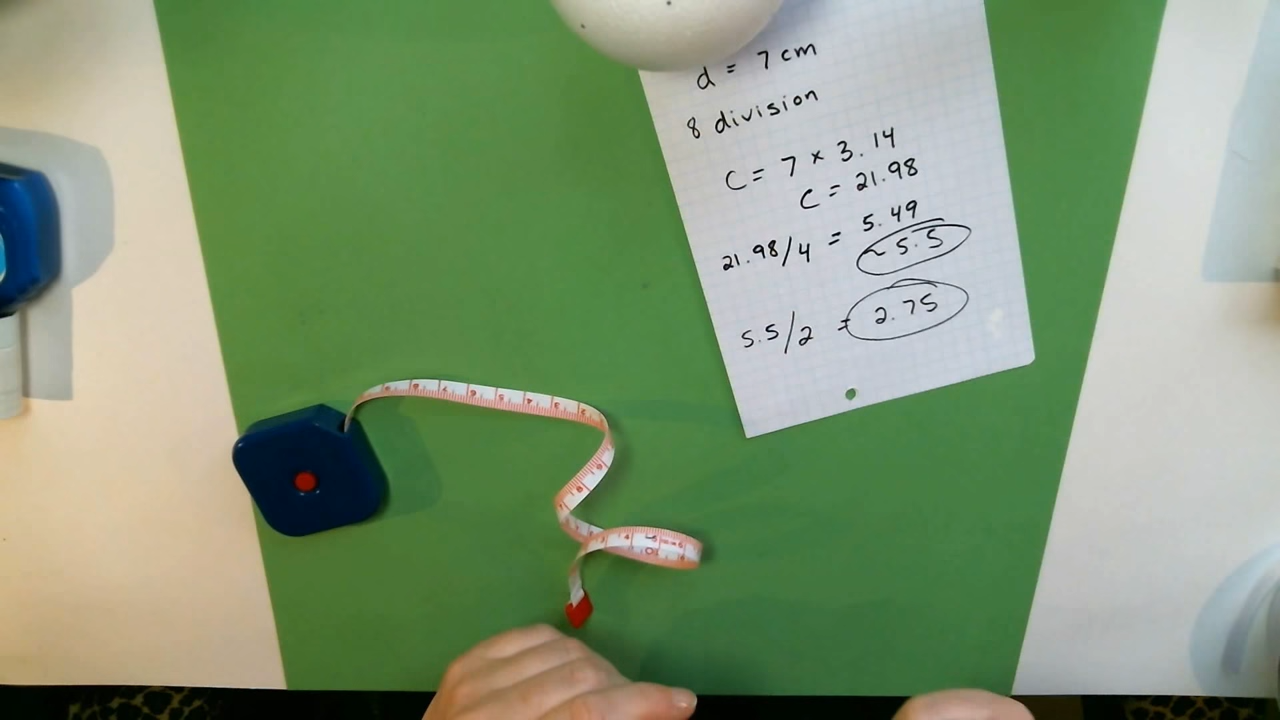 d = 7 cm
8 division
C = 7 × 3.14
C = 21.98
21.98/4 = 5.49
~5.5
5.5/2 = 2.75